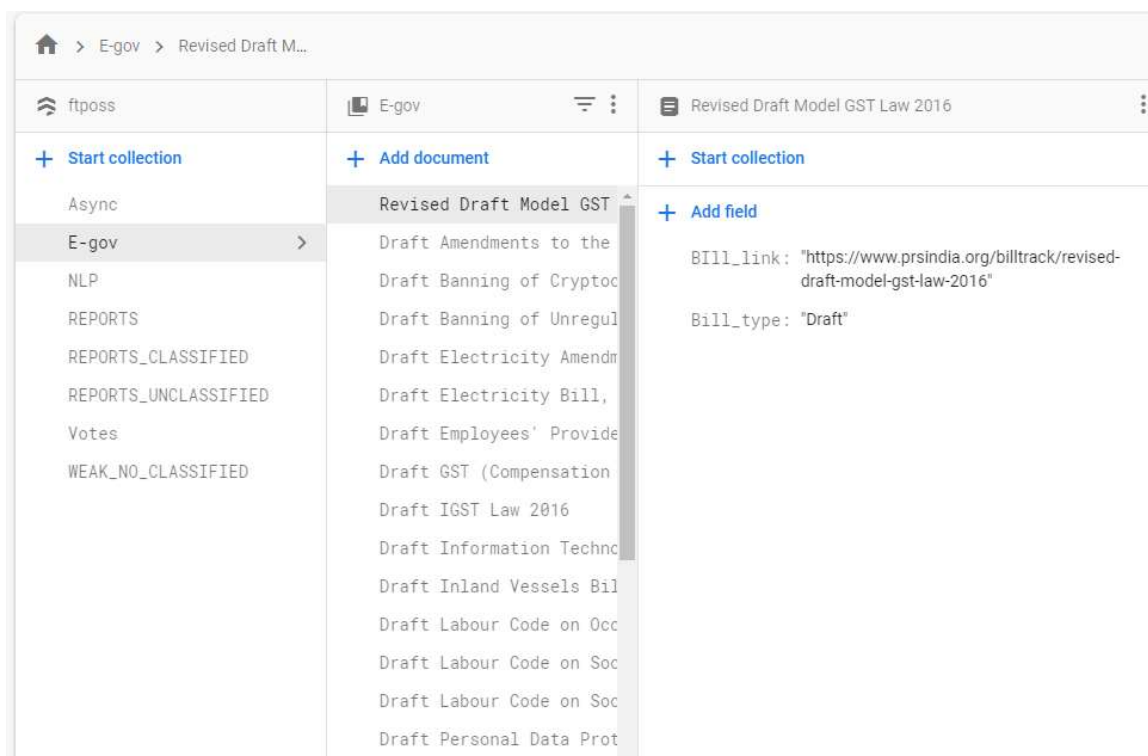 E-gov > Revised Draft M...
ftposs
+ Start collection
Async
E-gov
NLP
REPORTS
REPORTS_CLASSIFIED
REPORTS_UNCLASSIFIED
Votes
WEAK_NO_CLASSIFIED
E-gov
+ Add document
Revised Draft Model GST
Draft Amendments to the
Draft Banning of Cryptoc
Draft Banning of Unregul
Draft Electricity Amendm
Draft Electricity Bill,
Draft Employees' Provide
Draft GST (Compensation
Draft IGST Law 2016
Draft Information Techno
Draft Inland Vessels Bil
Draft Labour Code on Occ
Draft Labour Code on Soc
Draft Labour Code on Soc
Draft Personal Data Prot
Revised Draft Model GST Law 2016
+ Start collection
+ Add field
BIll_link: "https://www.prsindia.org/billtrack/revised-
draft-model-gst-law-2016"
Bill_type: "Draft"